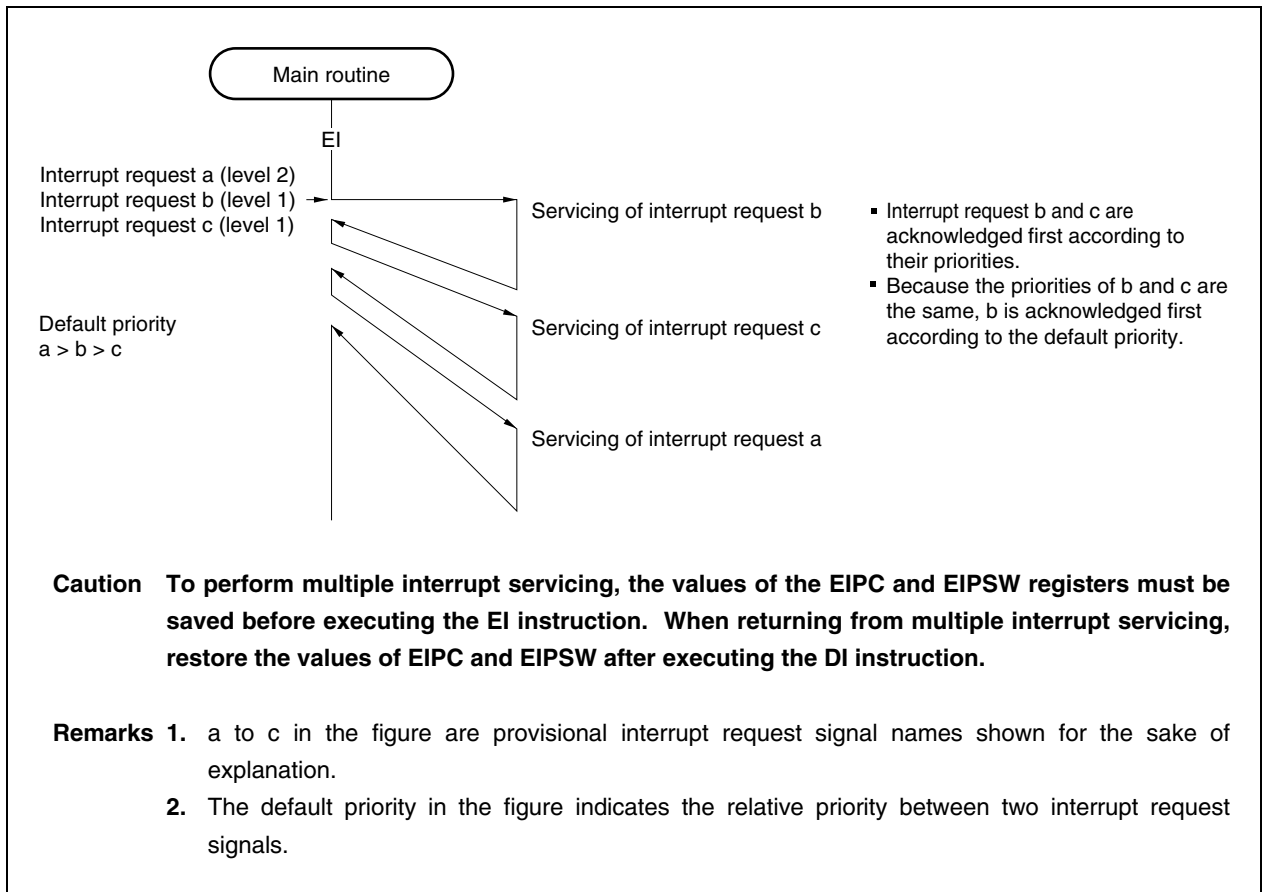 Main routine
EI
Interrupt request a (level 2)
Interrupt request b (level 1)
Interrupt request c (level 1)
Default priority
a > b > c
Servicing of interrupt request b
Servicing of interrupt request c
Servicing of interrupt request a
▪ Interrupt request b and c are
acknowledged first according to
their priorities.
▪ Because the priorities of b and c are
the same, b is acknowledged first
according to the default priority.
Caution To perform multiple interrupt servicing, the values of the EIPC and EIPSW registers must be
saved before executing the EI instruction. When returning from multiple interrupt servicing,
restore the values of EIPC and EIPSW after executing the DI instruction.
Remarks 1. a to c in the figure are provisional interrupt request signal names shown for the sake of
explanation.
2. The default priority in the figure indicates the relative priority between two interrupt request
signals.